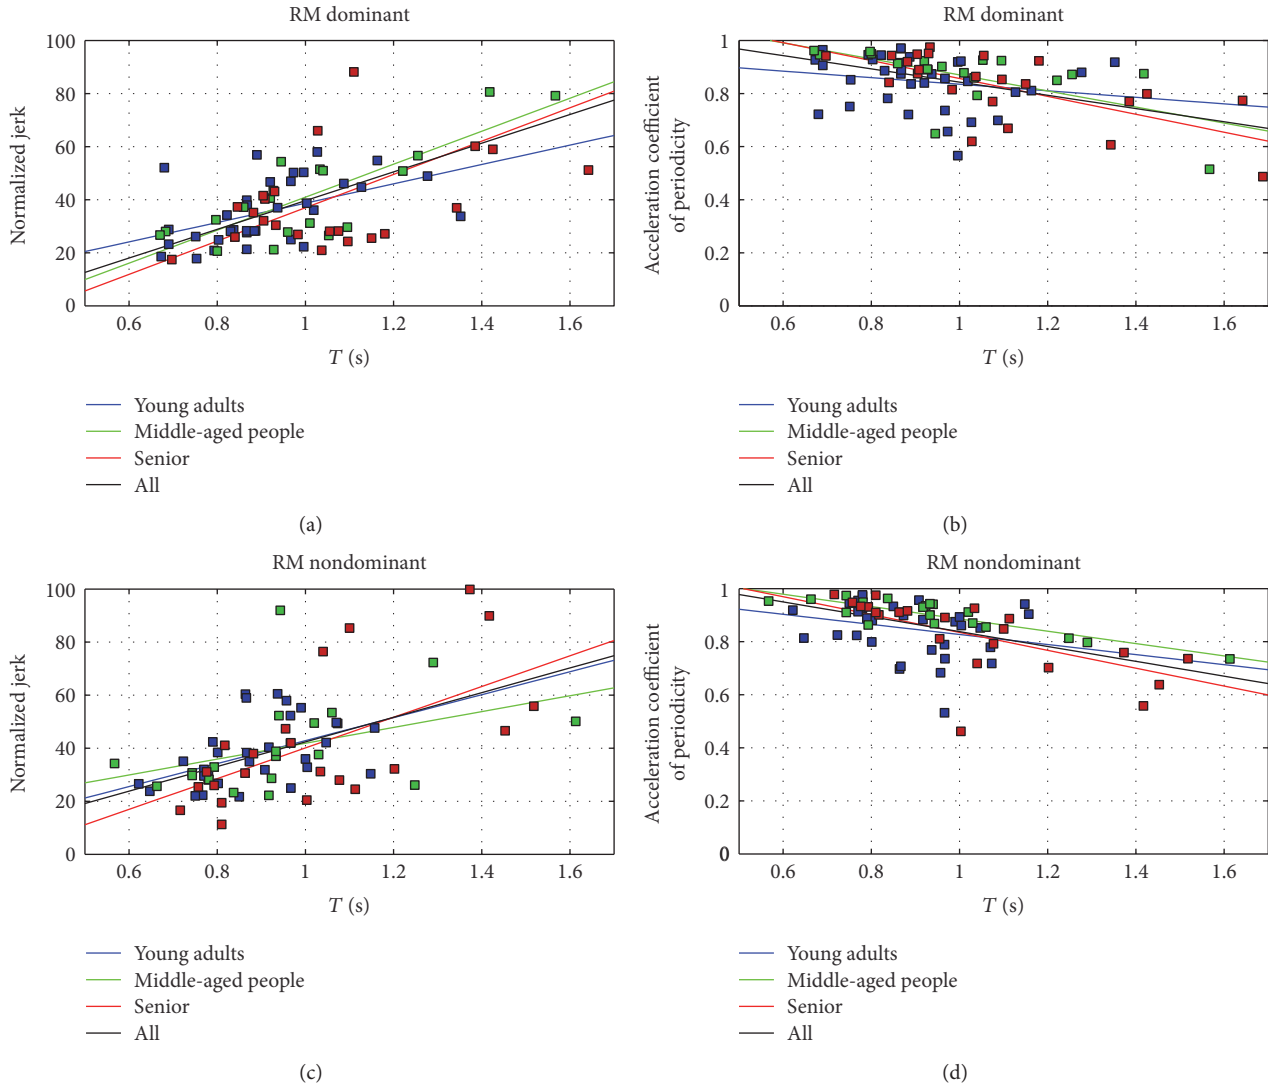 RM dominant
100
80
60
40
20
0
Normalized jerk
0.6 0.8 1 1.2 1.4 1.6
T (s)
Young adults
Middle-aged people
Senior
All
(a)
RM dominant
1
0.8
0.6
0.4
0.2
0
Acceleration coefficient
of periodicity
0.6 0.8 1 1.2 1.4 1.6
T (s)
Young adults
Middle-aged people
Senior
All
(b)
RM nondominant
100
80
60
40
20
0
Normalized jerk
0.6 0.8 1 1.2 1.4 1.6
T (s)
Young adults
Middle-aged people
Senior
All
(c)
RM nondominant
1
0.8
0.6
0.4
0.2
0
Acceleration coefficient
of periodicity
0.6 0.8 1 1.2 1.4 1.6
T (s)
Young adults
Middle-aged people
Senior
All
(d)